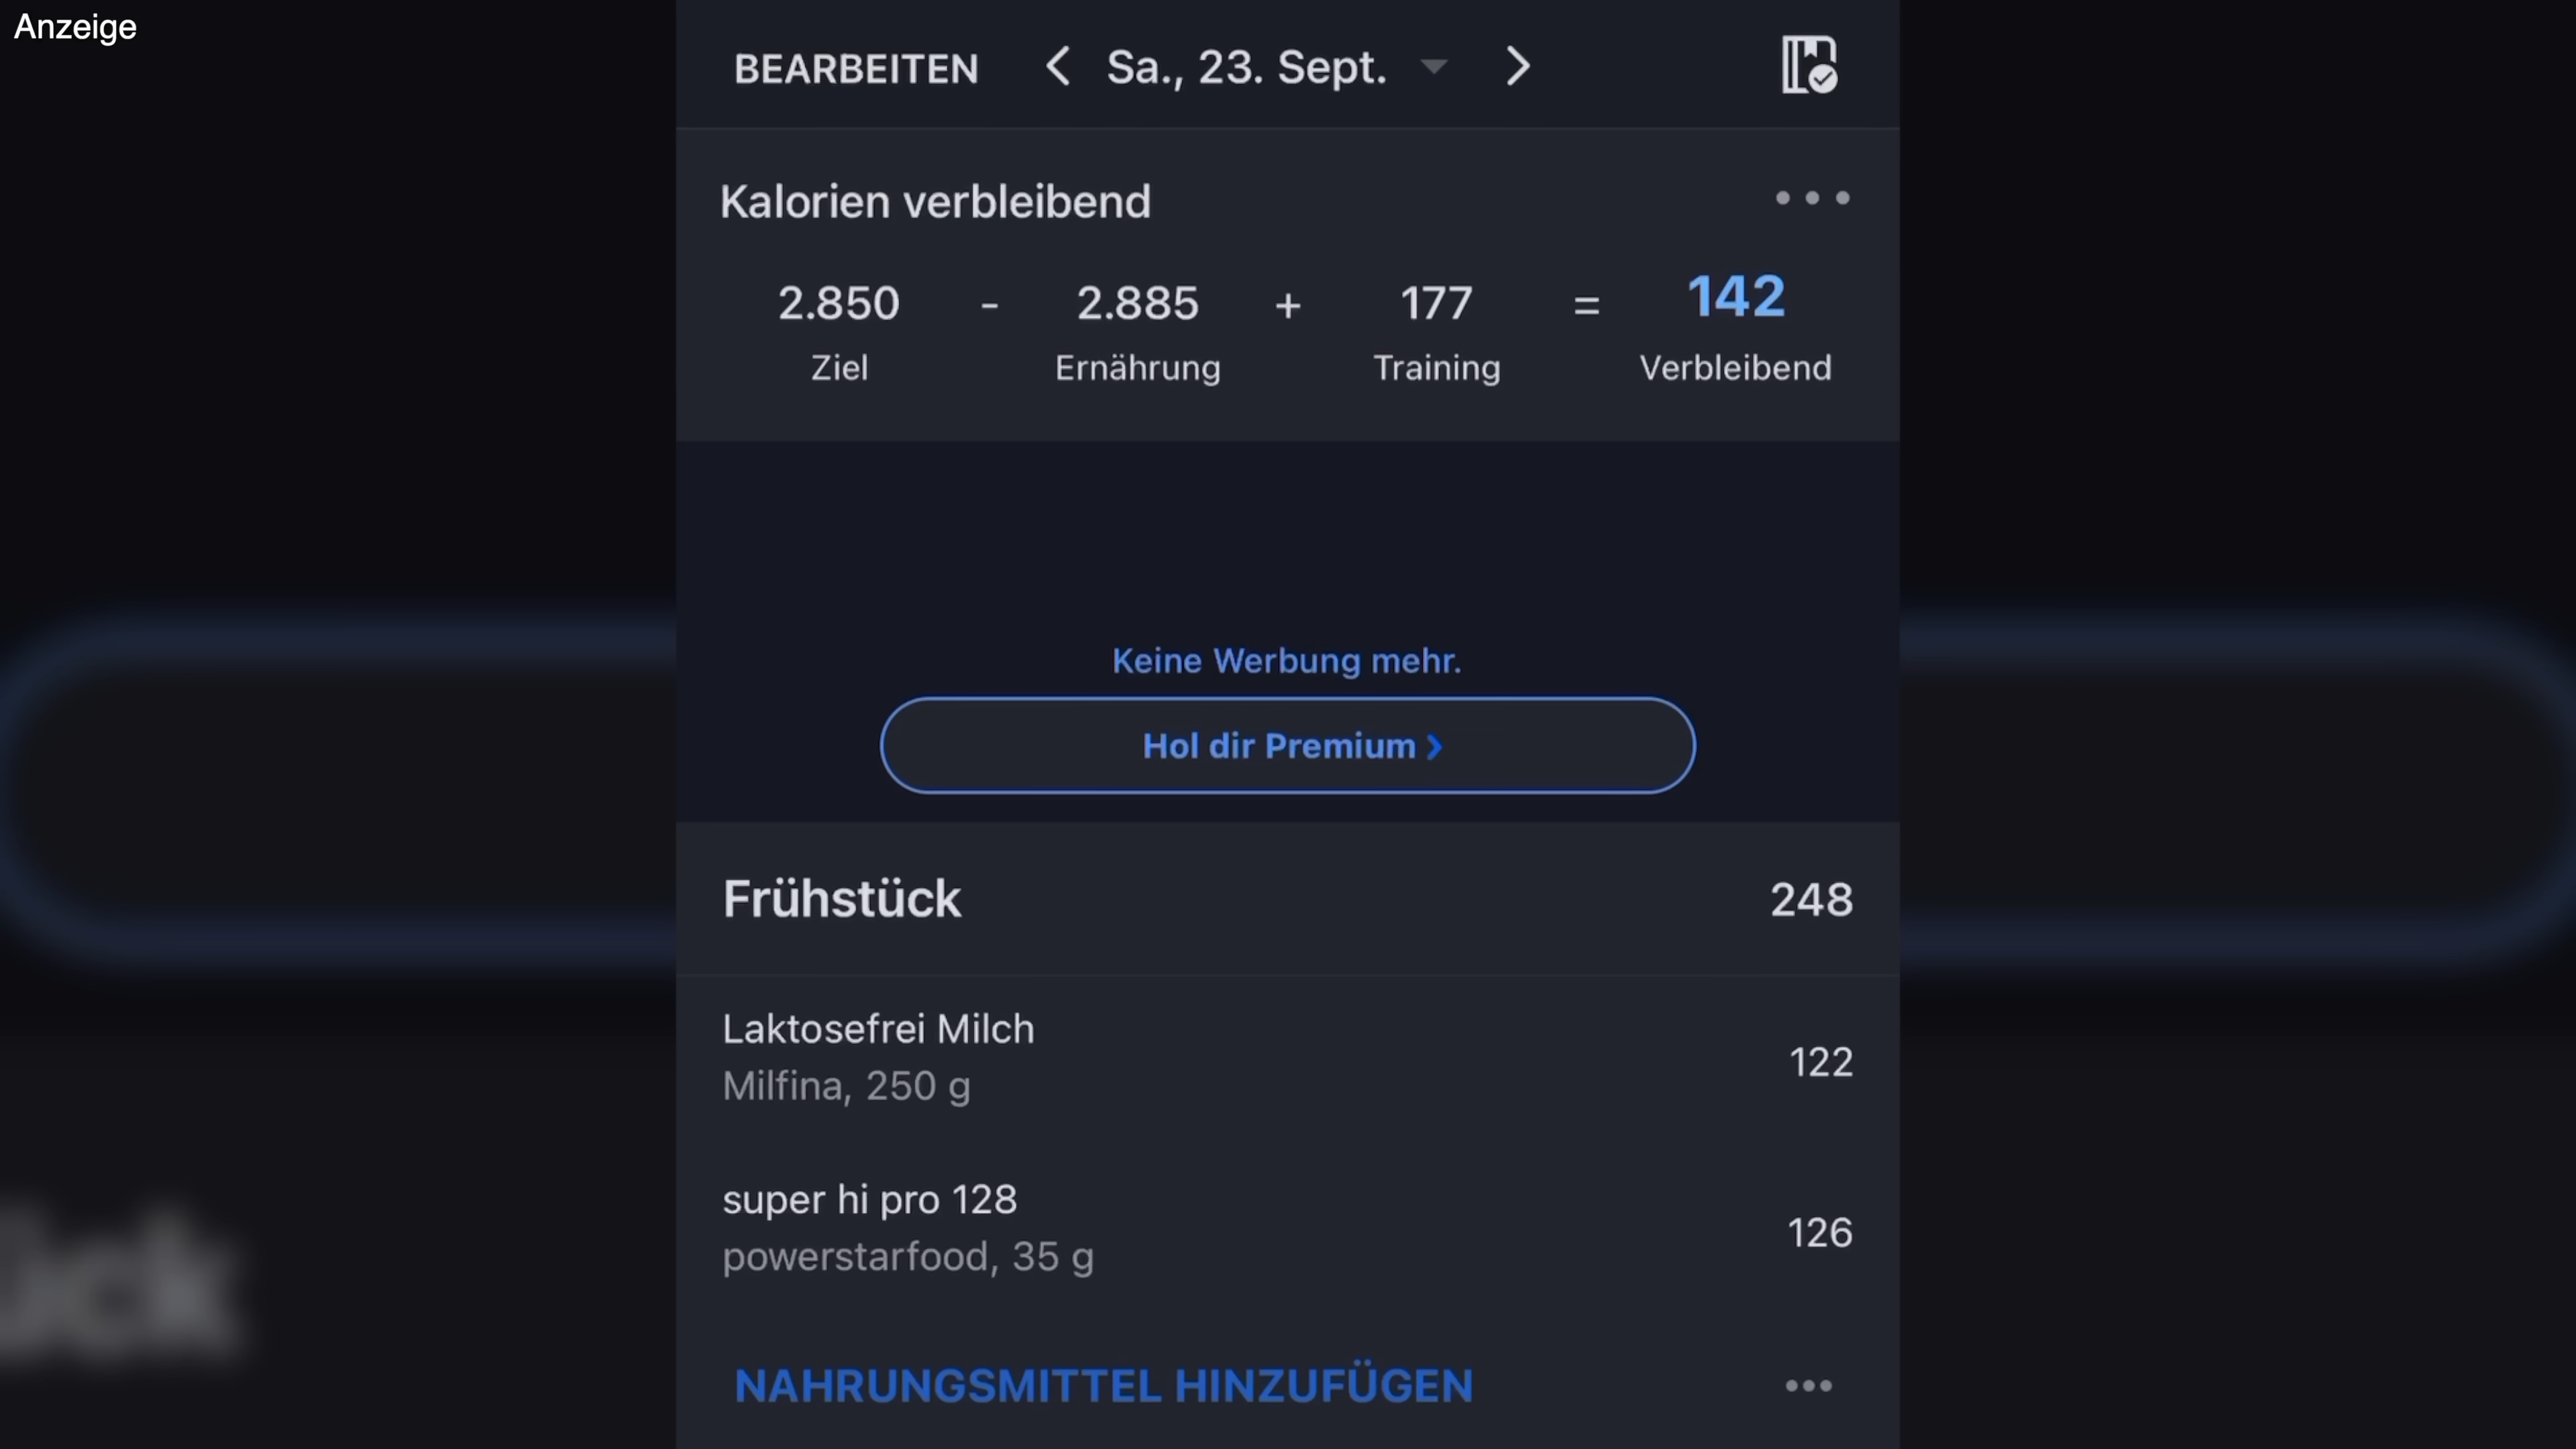 Anzeige
BEARBEITEN
Sa., 23. Sept.
Kalorien verbleibend
2.850 - 2.885 + 177 = 142
Ziel Ernährung Training Verbleibend
Keine Werbung mehr.
Hol dir Premium
Frühstück 248
Laktosefrei Milch
Milfina, 250 g
122
super hi pro 128
powerstarfood, 35 g
126
NAHRUNGSMITTEL HINZUFÜGEN